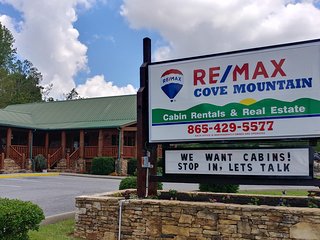 RE/MAX
RE/MAX
COVE MOUNTAIN
Cabin Rentals & Real Estate
865-429-5577
WE WANT CABINS!
STOP IN, LETS TALK